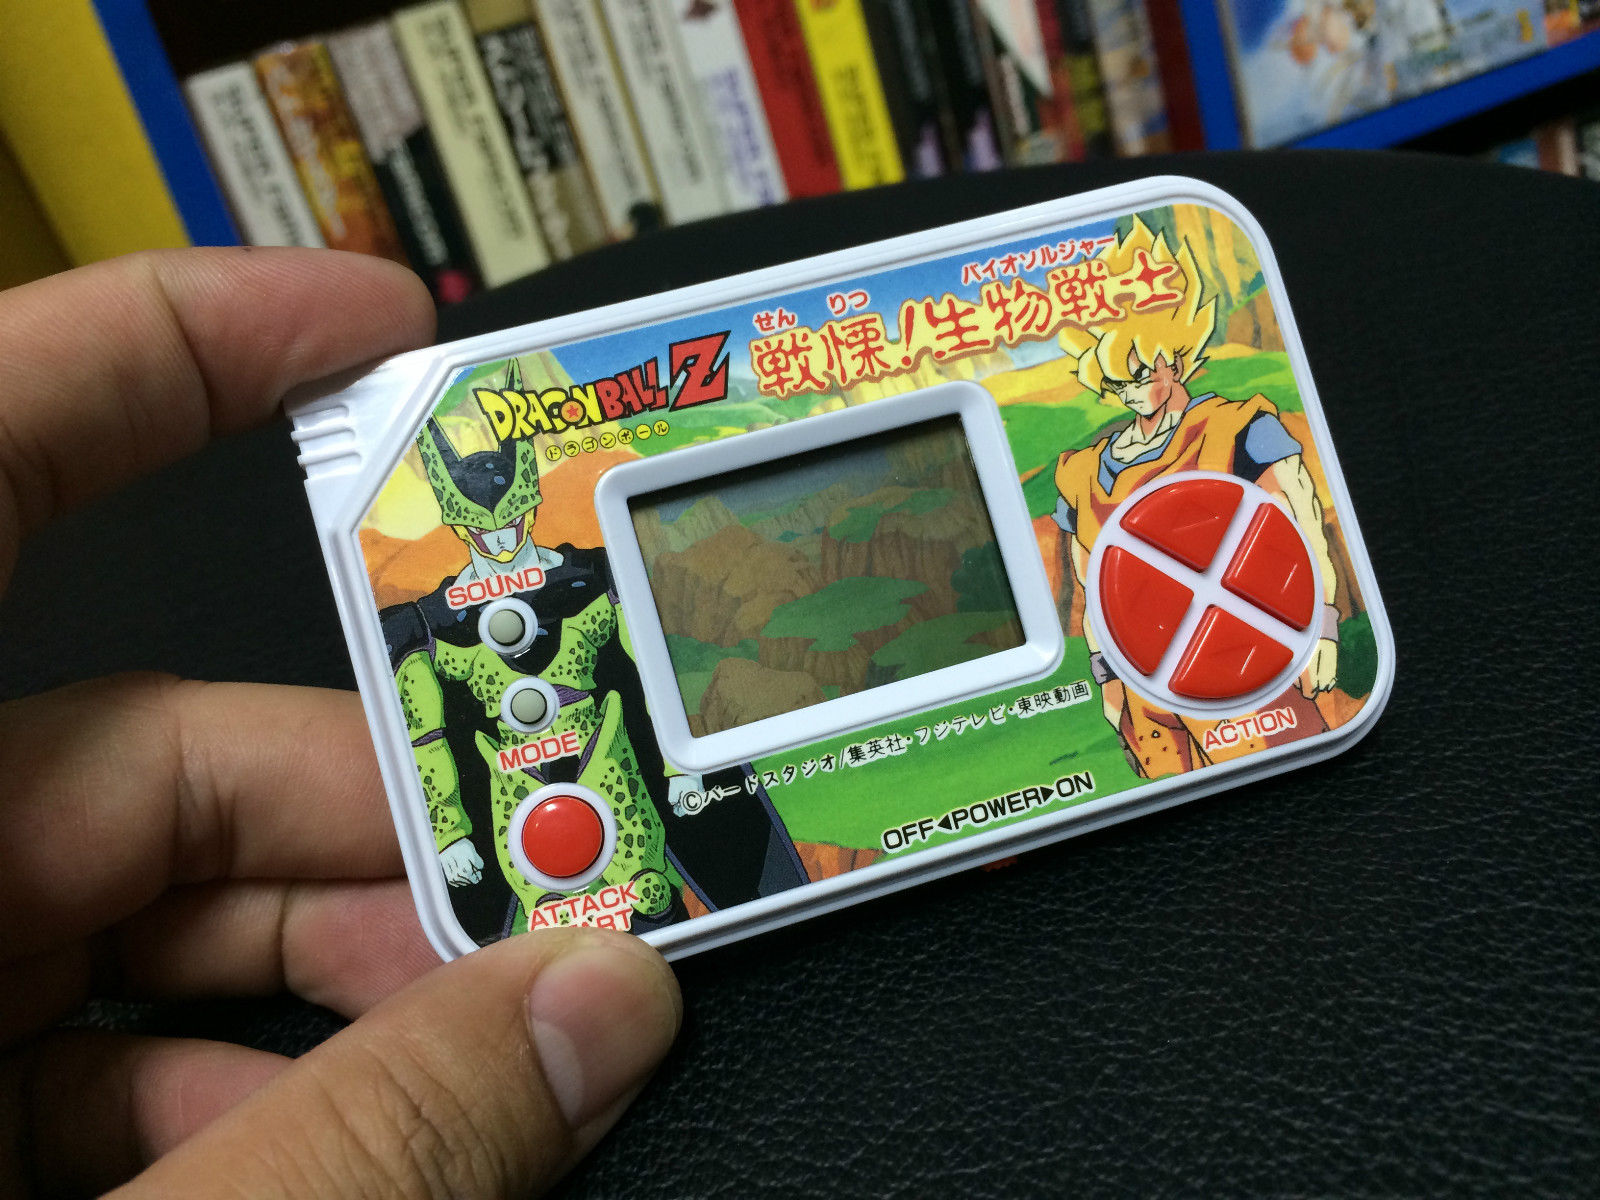 せん りつ
バイオソルジャー
戦慄!生物戦士
DRAGONBALL Z
ドラゴンボール
SOUND
MODE
ATTACK
©バードスタジオ/集英社・フジテレビ・東映動画
ACTION
OFF◀POWER▶ON